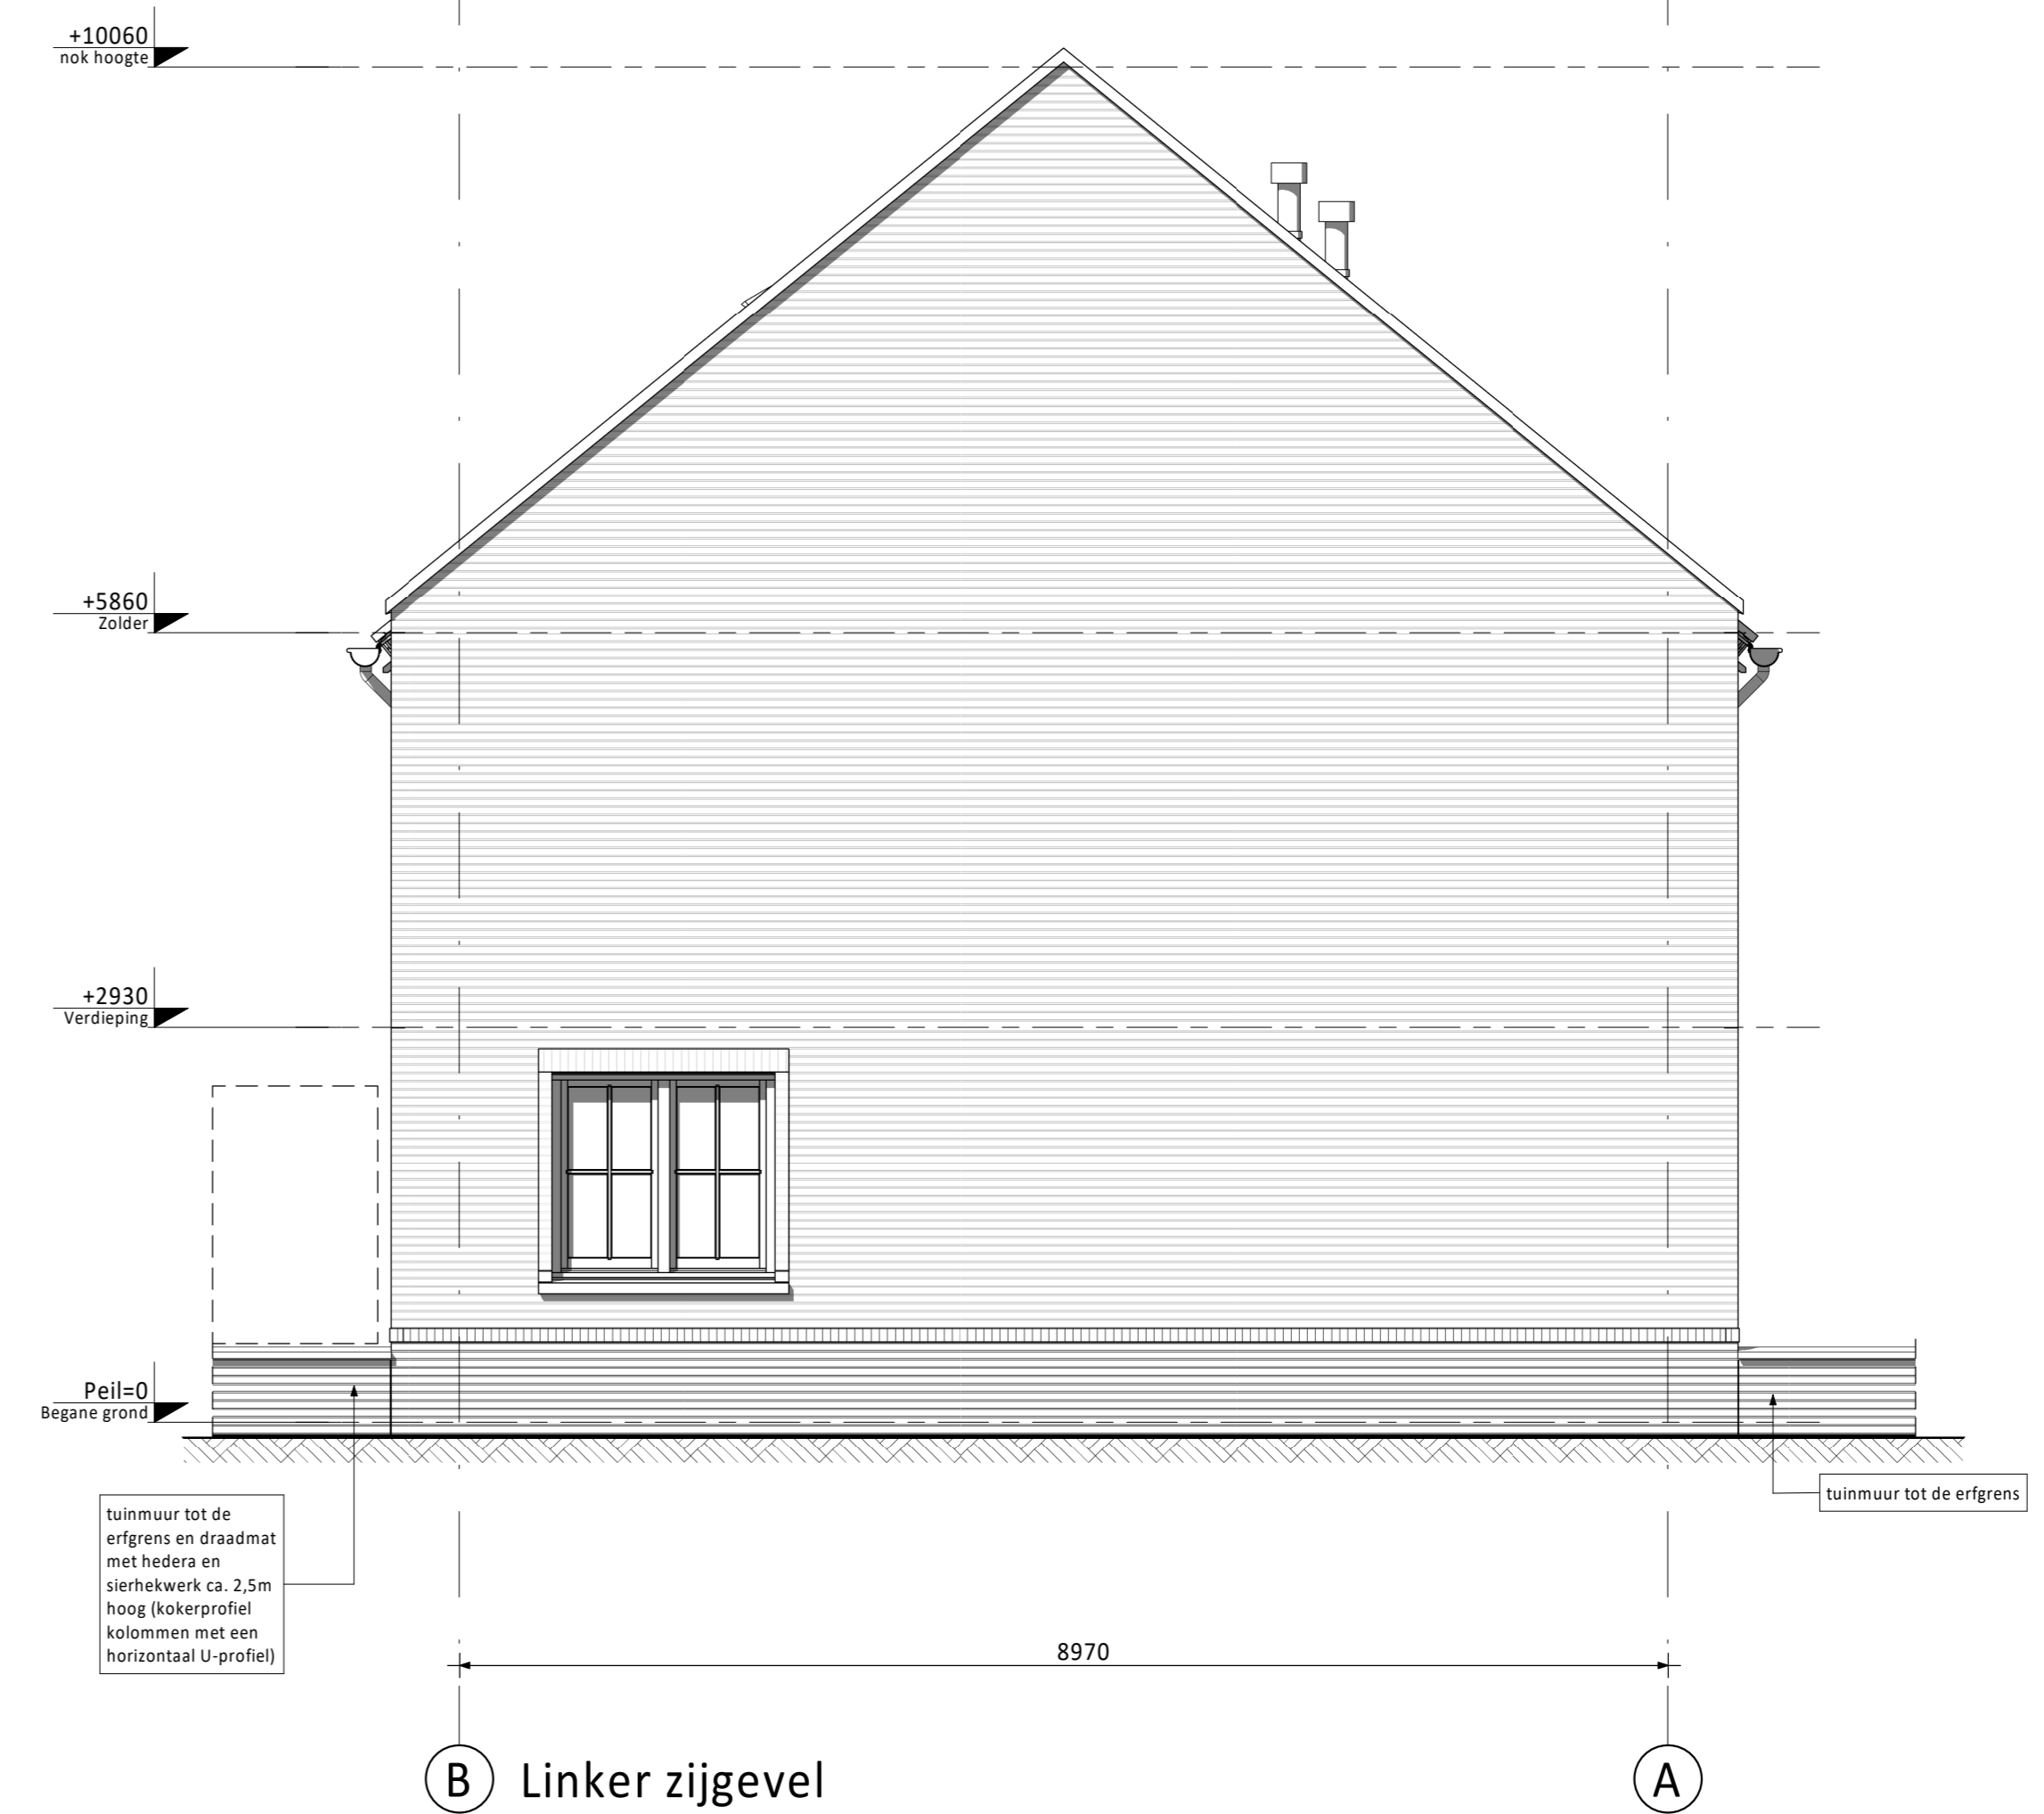 +10060
nok hoogte
+5860
Zolder
+2930
Verdieping
Peil=0
Begane grond
tuinmuur tot de
erfgrens en draadmat
met hedera en
sierhekwerk ca. 2,5m
hoog (kokerprofiel
kolommen met een
horizontaal U-profiel)
tuinmuur tot de erfgrens
8970
B
Linker zijgevel
A